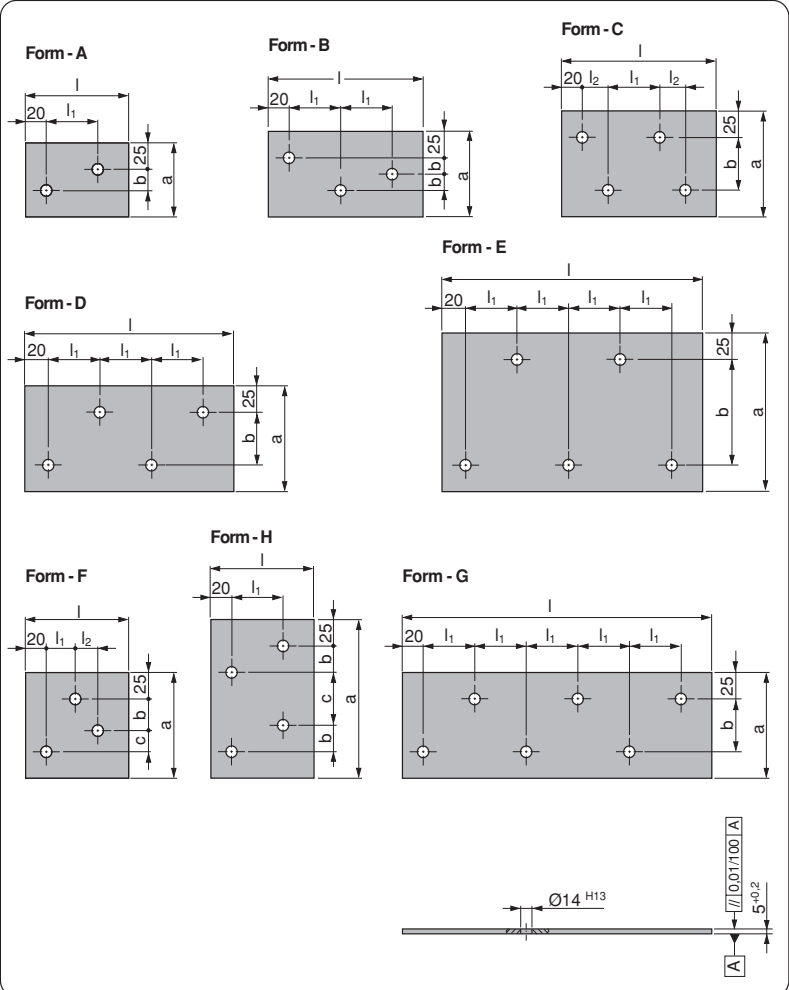 Form - A
l
20 l1
25
b
a
Form - B
l
20 l1 l1
25
b
b
a
Form - C
l
20 l2 l1 l2
25
b
a
Form - D
l
20 l1 l1 l1
25
b
a
Form - E
l
20 l1 l1 l1 l1
25
b
a
Form - F
l
20 l1 l2
25
b
c
a
Form - H
l
20 l1
25
b
c
b
a
Form - G
l
20 l1 l1 l1 l1 l1
25
b
a
Ø14 H13
// 0,01/100 A
5+0,2
A